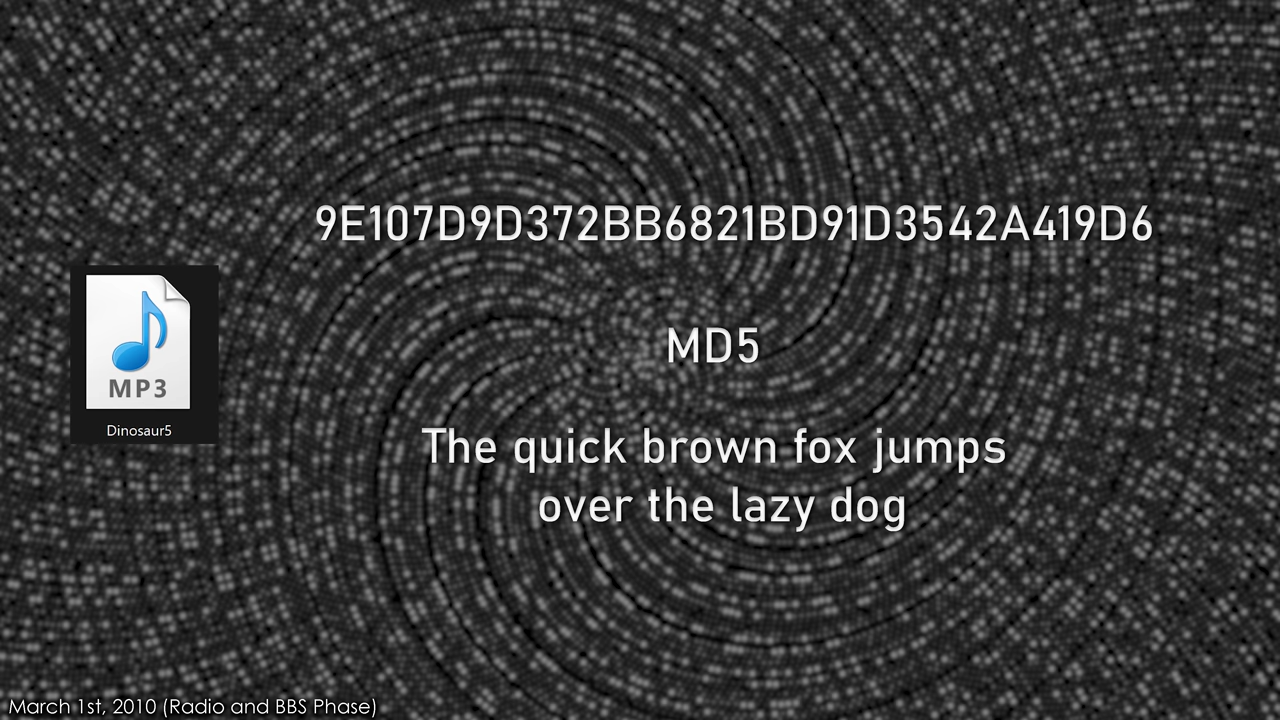 9E107D9D372BB6821BD91D3542A419D6
MP3
Dinosaur5
MD5
The quick brown fox jumps
over the lazy dog
March 1st, 2010 (Radio and BBS Phase)